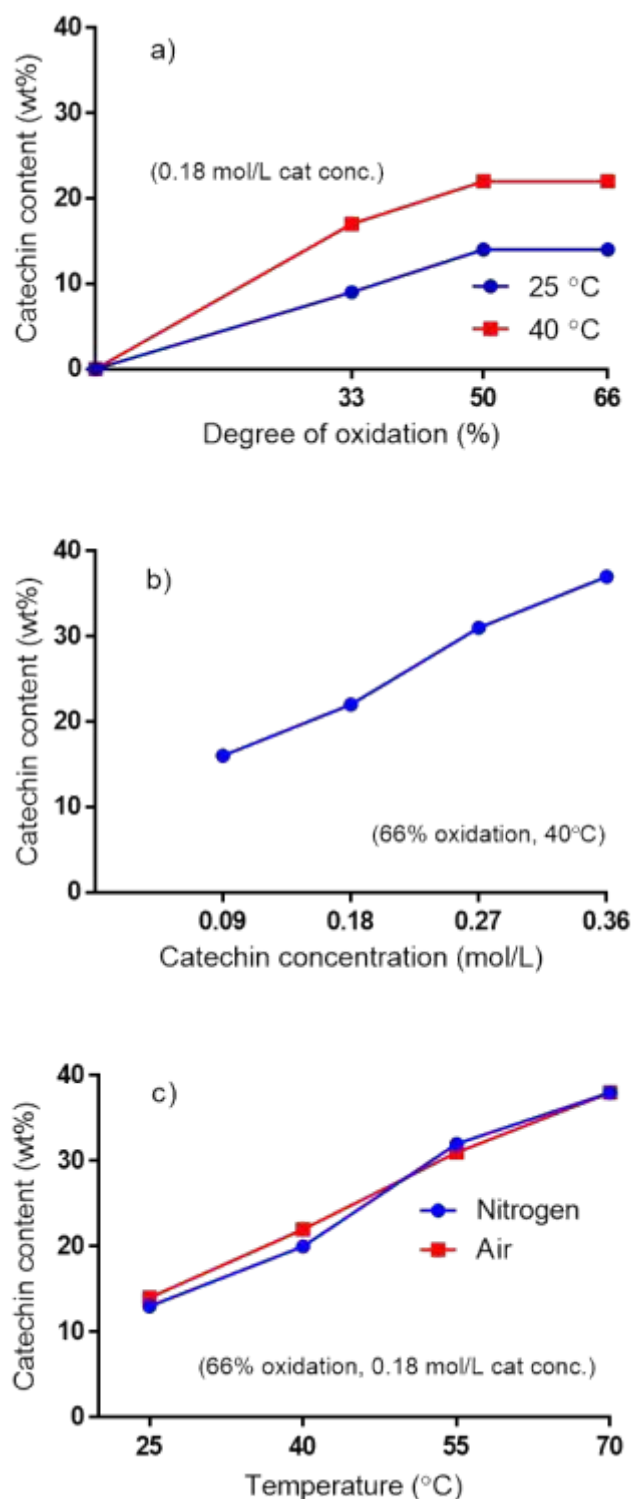 a)
40
30
20
10
0
Catechin content (wt%)
(0.18 mol/L cat conc.)
25 °C
40 °C
33 50 66
Degree of oxidation (%)
b)
40
30
20
10
0
Catechin content (wt%)
(66% oxidation, 40°C)
0.09 0.18 0.27 0.36
Catechin concentration (mol/L)
c)
40
30
20
10
0
Catechin content (wt%)
Nitrogen
Air
(66% oxidation, 0.18 mol/L cat conc.)
25 40 55 70
Temperature (°C)